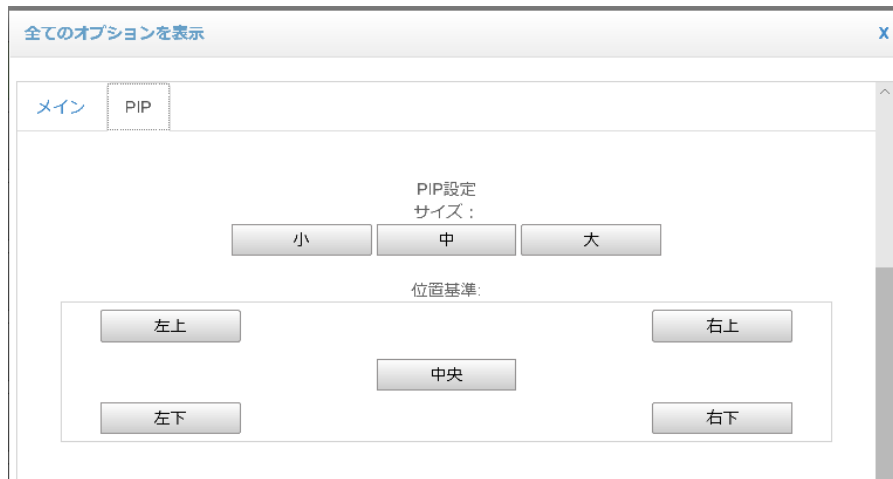 全てのオプションを表示 X
メイン PIP
PIP設定
サイズ：
小 中 大
位置基準:
左上 右上
中央
左下 右下